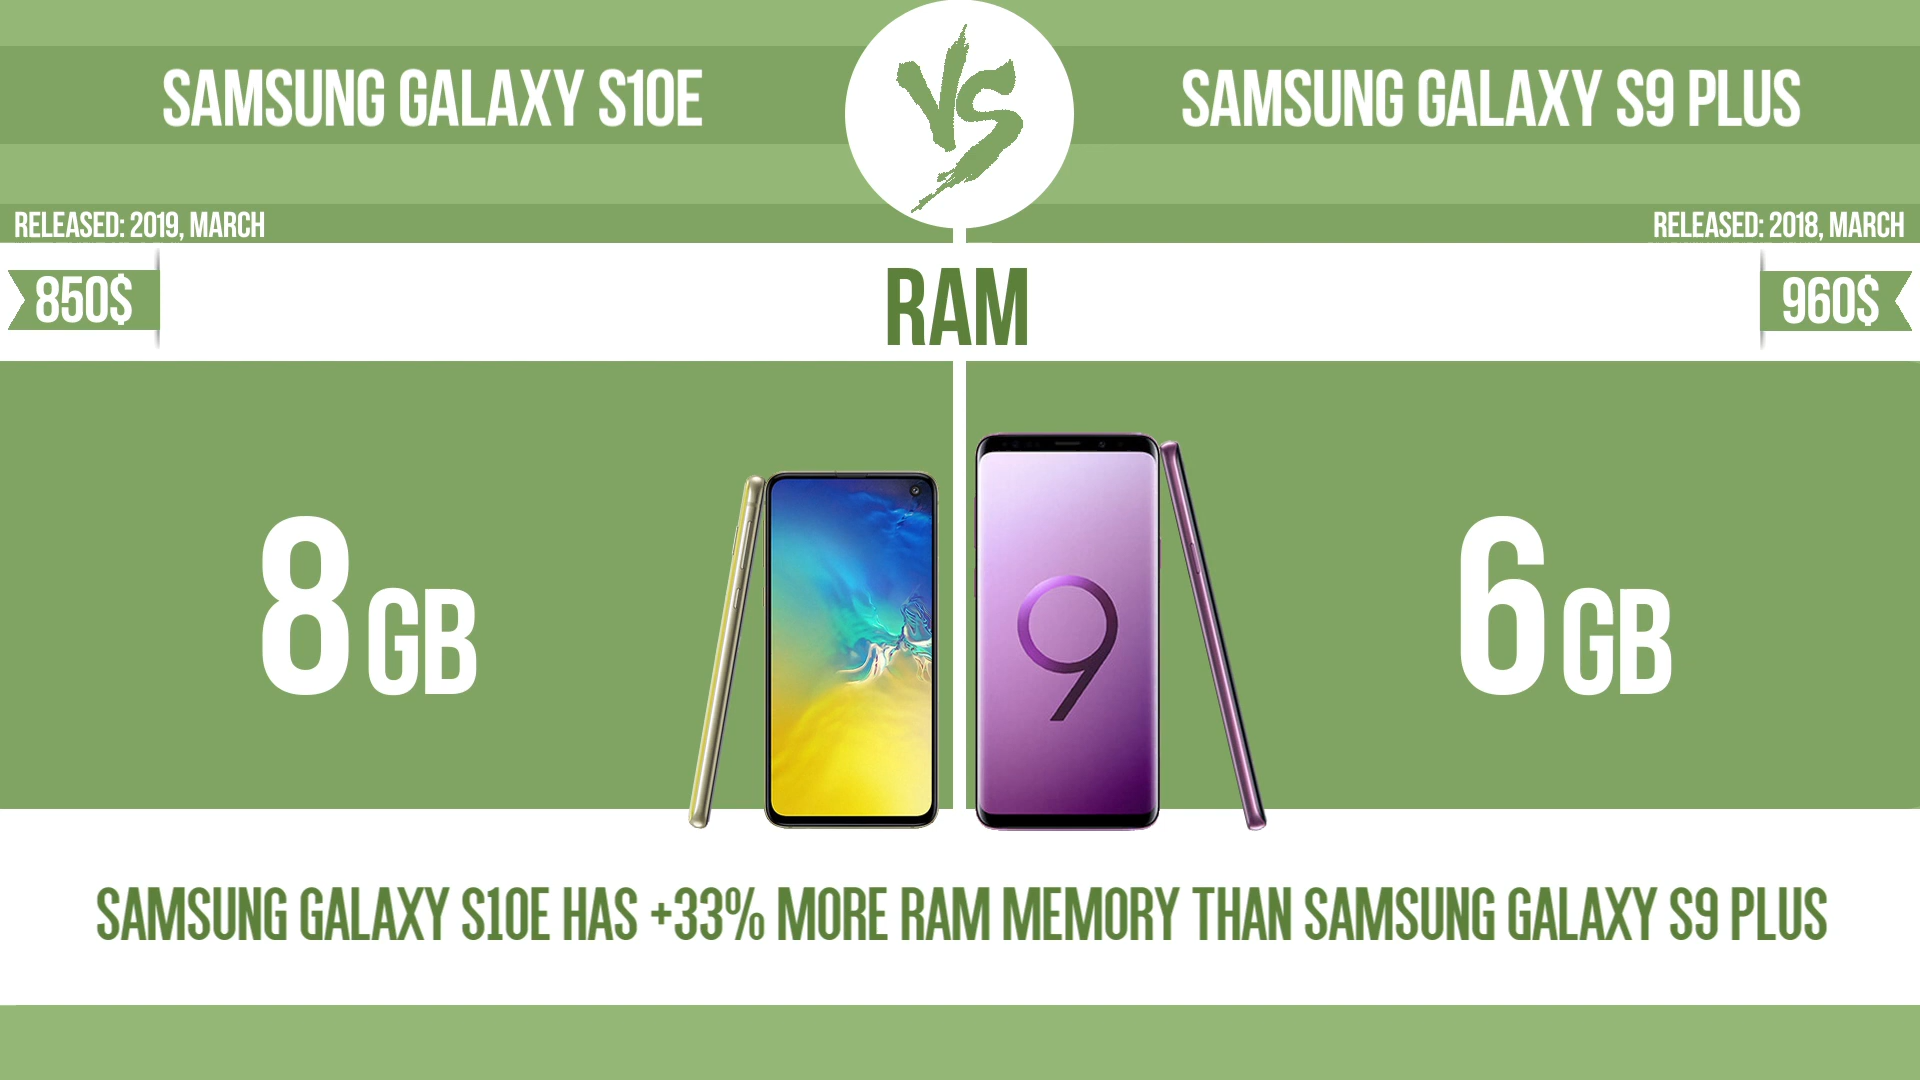 SAMSUNG GALAXY S10E
VS
SAMSUNG GALAXY S9 PLUS
RELEASED: 2019, MARCH
RELEASED: 2018, MARCH
850$
RAM
960$
8 GB
9
6 GB
SAMSUNG GALAXY S10E HAS +33% MORE RAM MEMORY THAN SAMSUNG GALAXY S9 PLUS